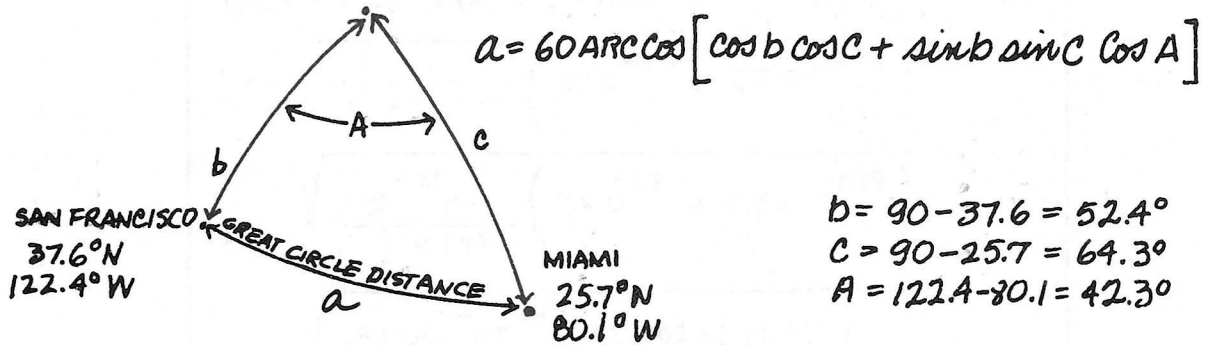 a = 60 ARC COS [COS b COS C + sin b sin C COS A]
A
b
c
SAN FRANCISCO
37.6°N
122.4°W
GREAT CIRCLE DISTANCE
a
MIAMI
25.7°N
80.1°W
b = 90 - 37.6 = 52.4°
C = 90 - 25.7 = 64.3°
A = 122.4 - 80.1 = 42.3°